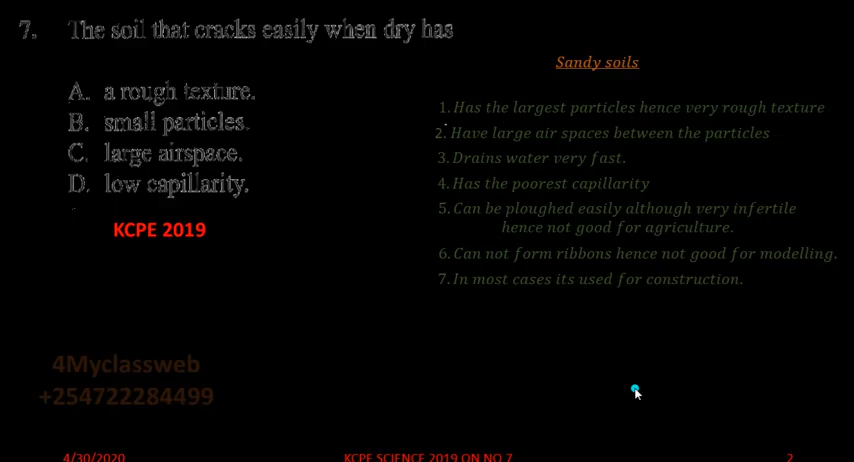 7. The soil that cracks easily when dry has
A. a rough texture.
B. small particles.
C. large airspace.
D. low capillarity.
KCPE 2019
Sandy soils
1. Has the largest particles hence very rough texture
2. Have large air spaces between the particles
3. Drains water very fast.
4. Has the poorest capillarity
5. Can be ploughed easily although very infertile
hence not good for agriculture.
6. Can not form ribbons hence not good for modelling.
7. In most cases its used for construction.
4Myclassweb
+254722284499
4/30/2020
KCPE SCIENCE 2019 QN NO 7
2